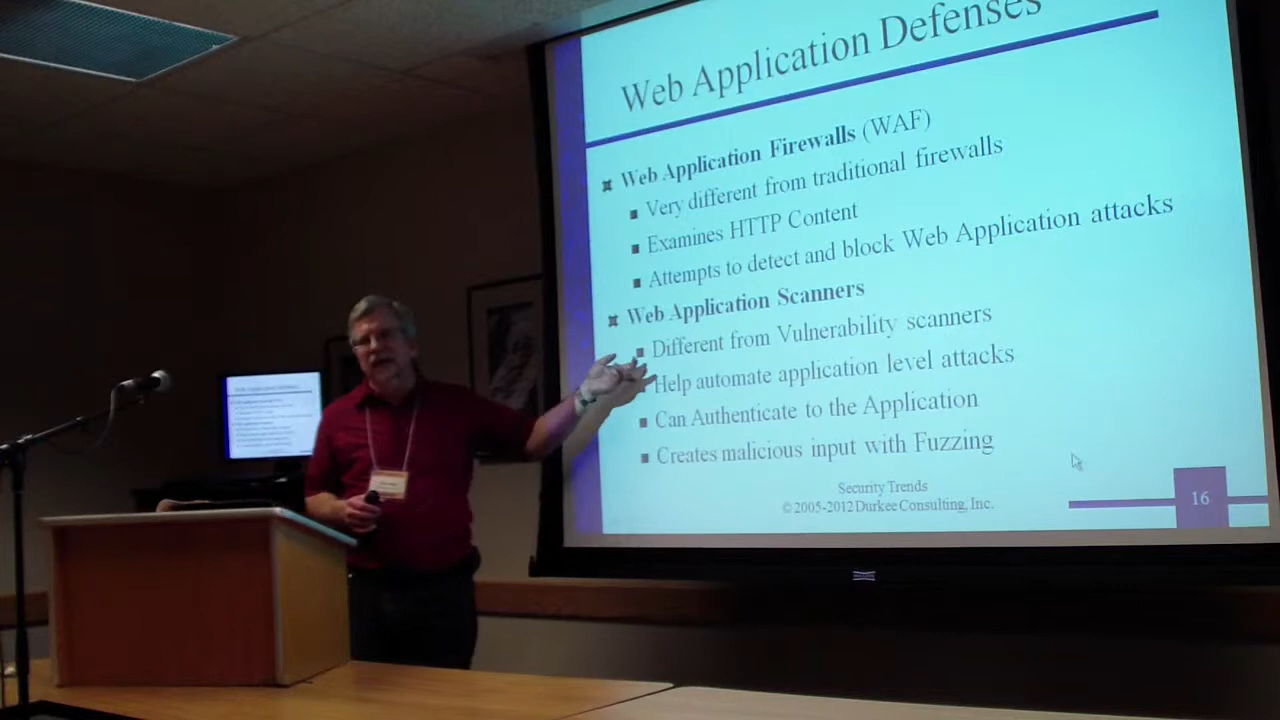 Web Application Defenses
Web Application Firewalls (WAF)
Very different from traditional firewalls
Examines HTTP Content
Attempts to detect and block Web Application attacks
Web Application Scanners
Different from Vulnerability scanners
Help automate application level attacks
Can Authenticate to the Application
Creates malicious input with Fuzzing
Security Trends
© 2005-2012 Durkee Consulting, Inc.
16